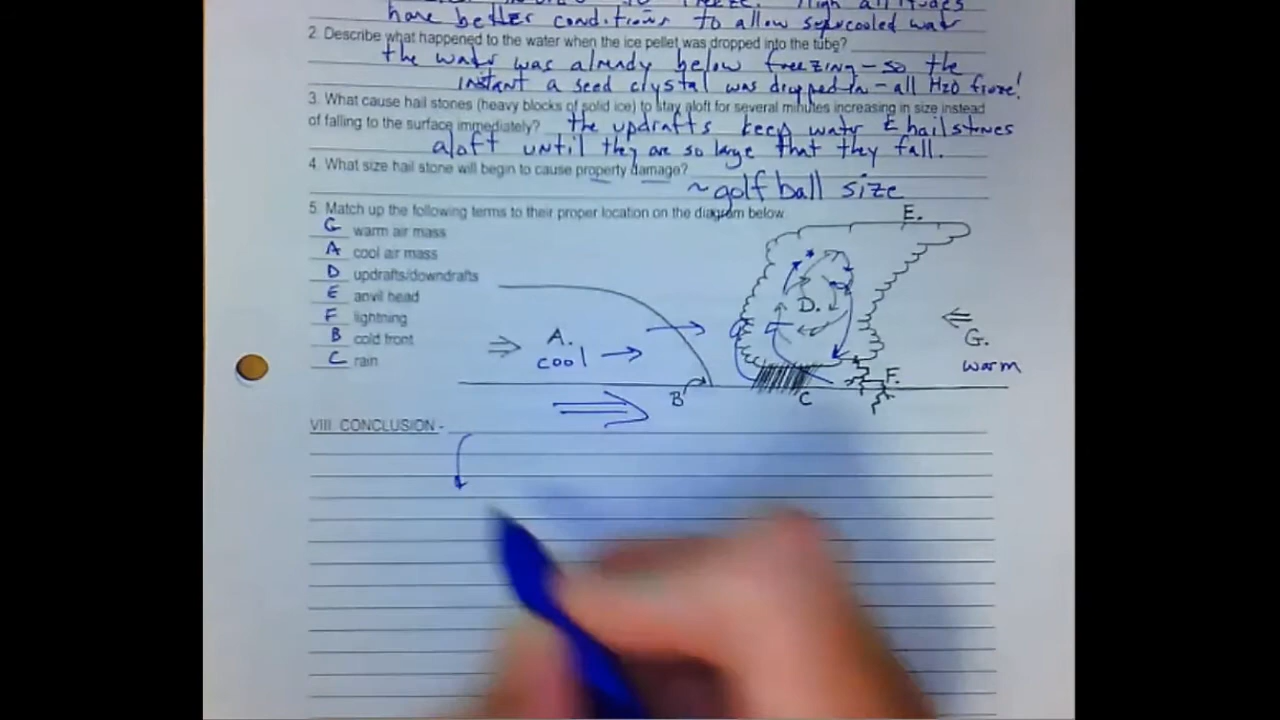 to freeze. High altitudes
have better conditions to allow supercooled water
2. Describe what happened to the water when the ice pellet was dropped into the tube?
the water was already below freezing - so the
instant a seed crystal was dropped in - all H2O froze!
3. What cause hail stones (heavy blocks of solid ice) to stay aloft for several minutes increasing in size instead
of falling to the surface immediately? the updrafts keep water & hailstones
aloft until they are so large that they fall.
4. What size hail stone will begin to cause property damage?
~golf ball size
5. Match up the following terms to their proper location on the diagram below.
G warm air mass
A cool air mass
D updrafts/downdrafts
E anvil head
F lightning
B cold front
C rain
E.
D.
A.
cool
G.
warm
F.
B
C
VIII. CONCLUSION -